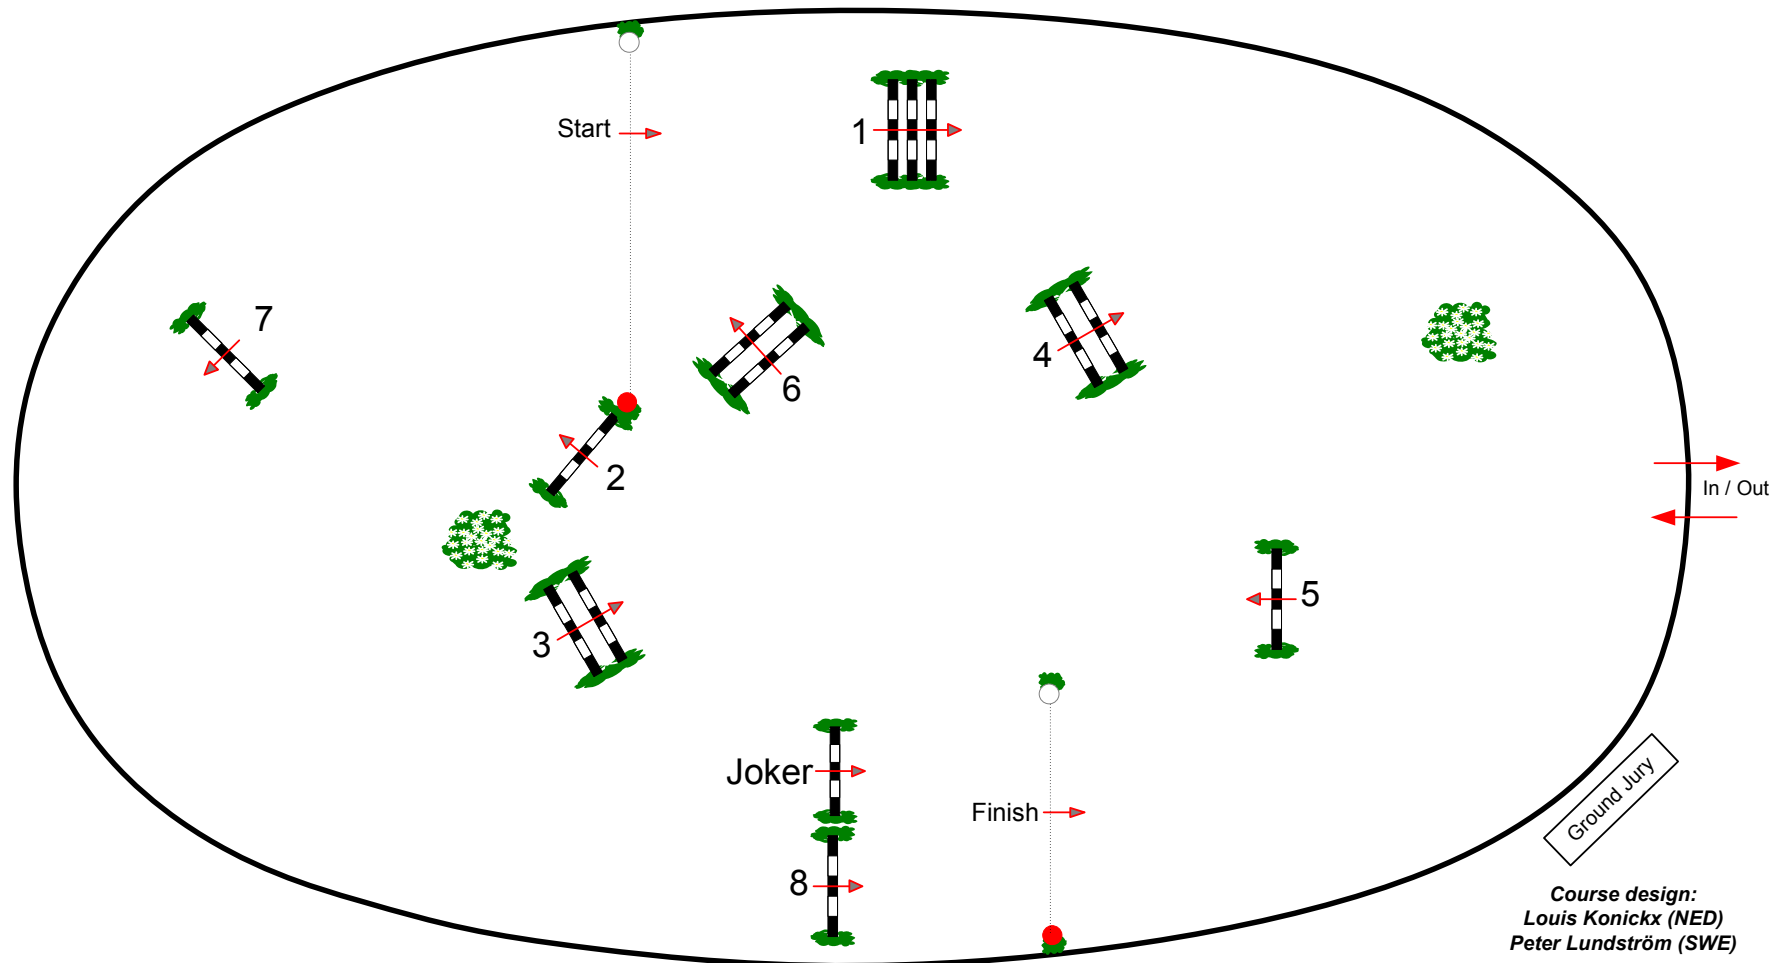 Start
1
7
4
6
2
In / Out
5
3
Joker
Finish
Ground Jury
8
Course design:
Louis Konickx (NED)
Peter Lundström (SWE)